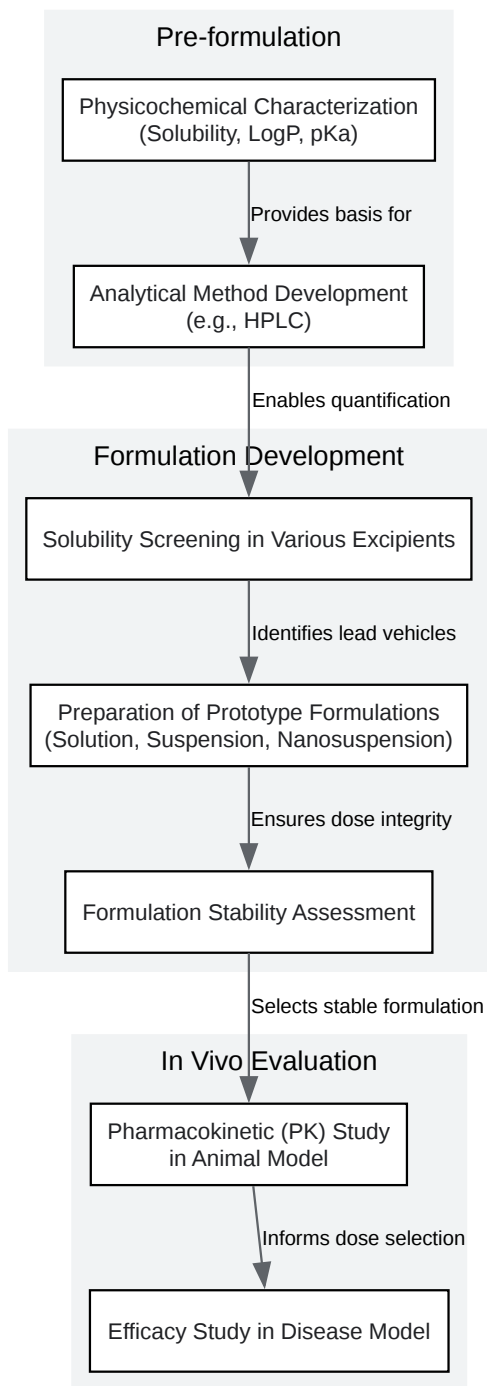 Pre-formulation
Physicochemical Characterization
(Solubility, LogP, pKa)
Provides basis for
Analytical Method Development
(e.g., HPLC)
Enables quantification
Formulation Development
Solubility Screening in Various Excipients
Identifies lead vehicles
Preparation of Prototype Formulations
(Solution, Suspension, Nanosuspension)
Ensures dose integrity
Formulation Stability Assessment
Selects stable formulation
In Vivo Evaluation
Pharmacokinetic (PK) Study
in Animal Model
Informs dose selection
Efficacy Study in Disease Model